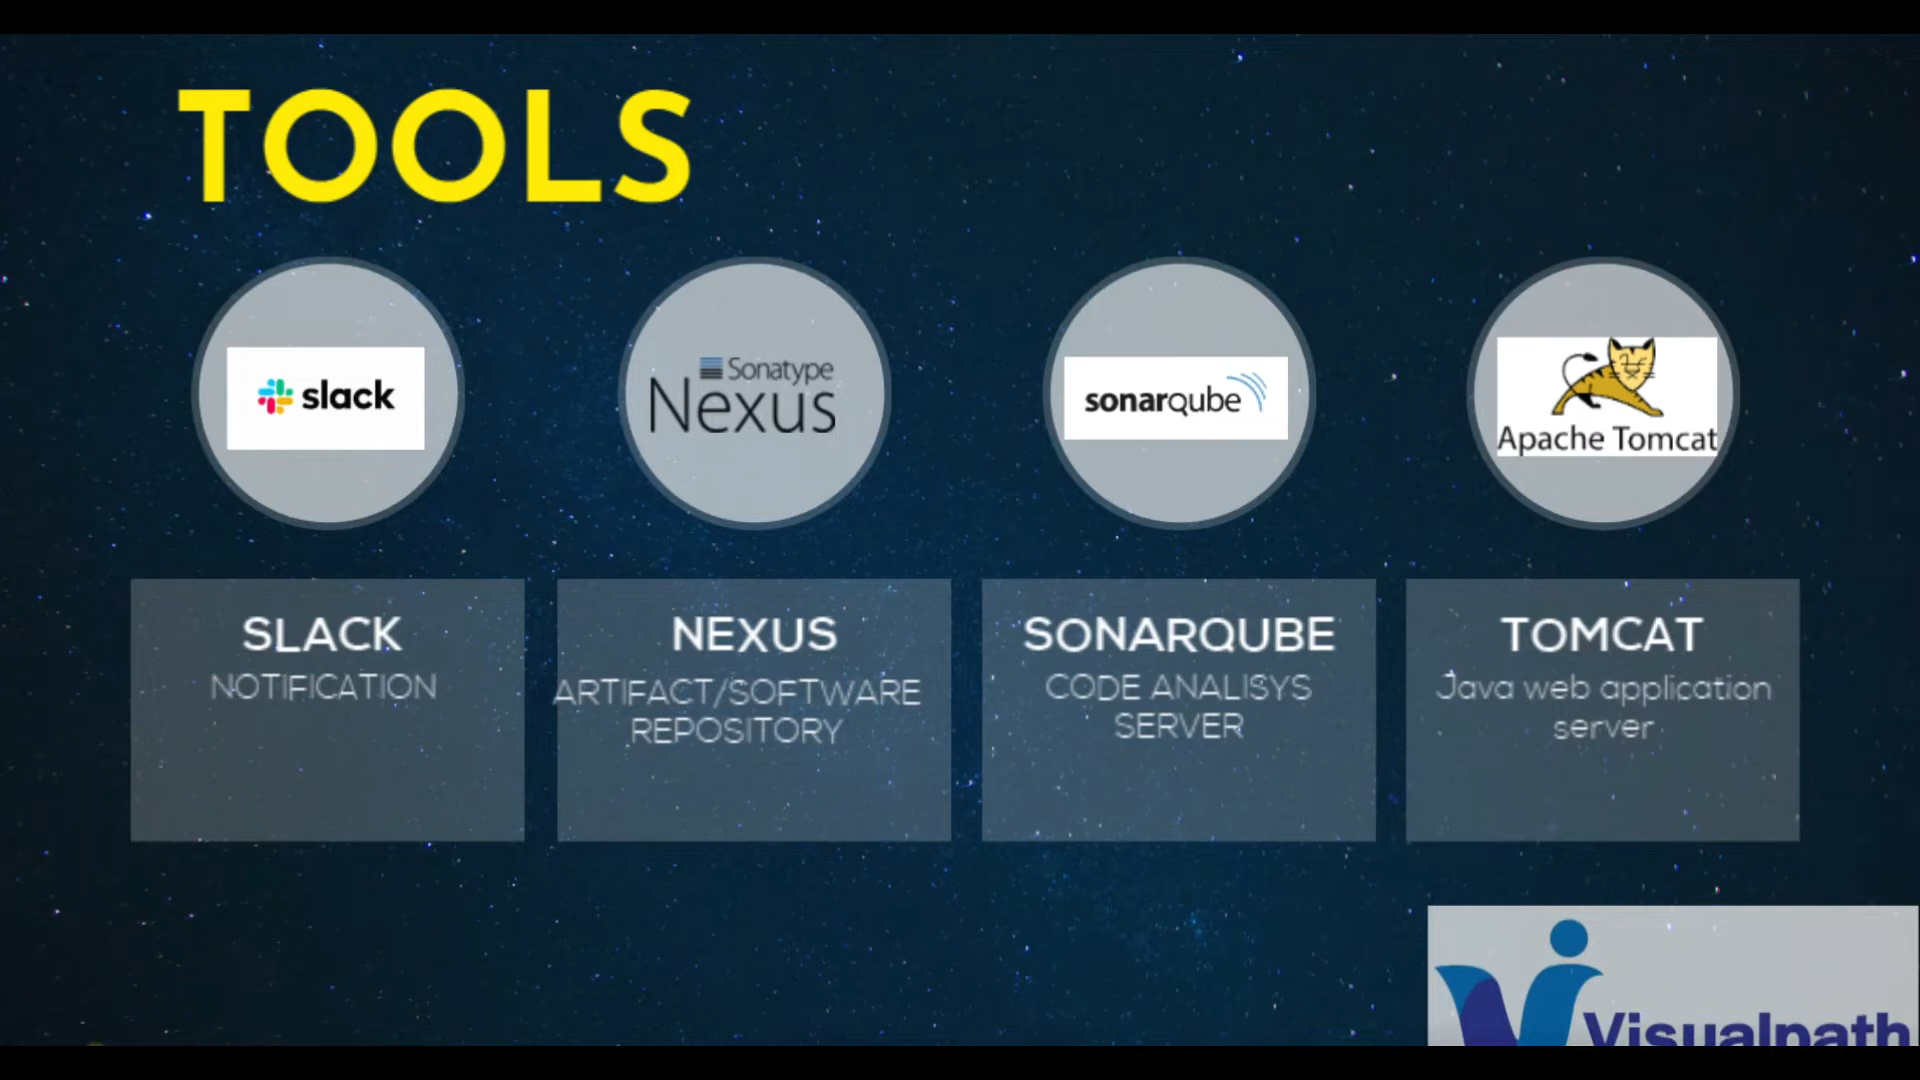 TOOLS
slack
Sonatype
Nexus
sonarqube
Apache Tomcat
SLACK
NOTIFICATION
NEXUS
ARTIFACT/SOFTWARE
REPOSITORY
SONARQUBE
CODE ANALISYS
SERVER
TOMCAT
Java web application
server
Visualpath